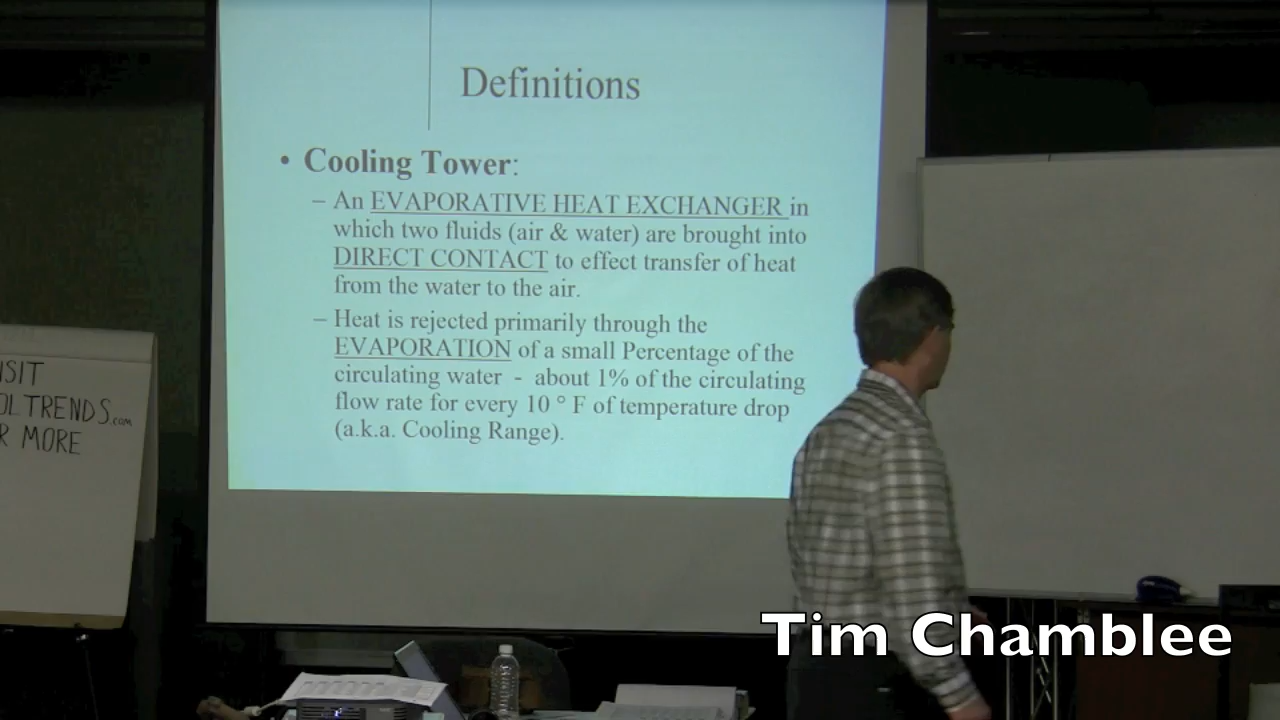 Definitions
• Cooling Tower:
– An EVAPORATIVE HEAT EXCHANGER in
which two fluids (air & water) are brought into
DIRECT CONTACT to effect transfer of heat
from the water to the air.
– Heat is rejected primarily through the
EVAPORATION of a small Percentage of the
circulating water - about 1% of the circulating
flow rate for every 10 ° F of temperature drop
(a.k.a. Cooling Range).
TRENDS.com
MORE
Tim Chamblee